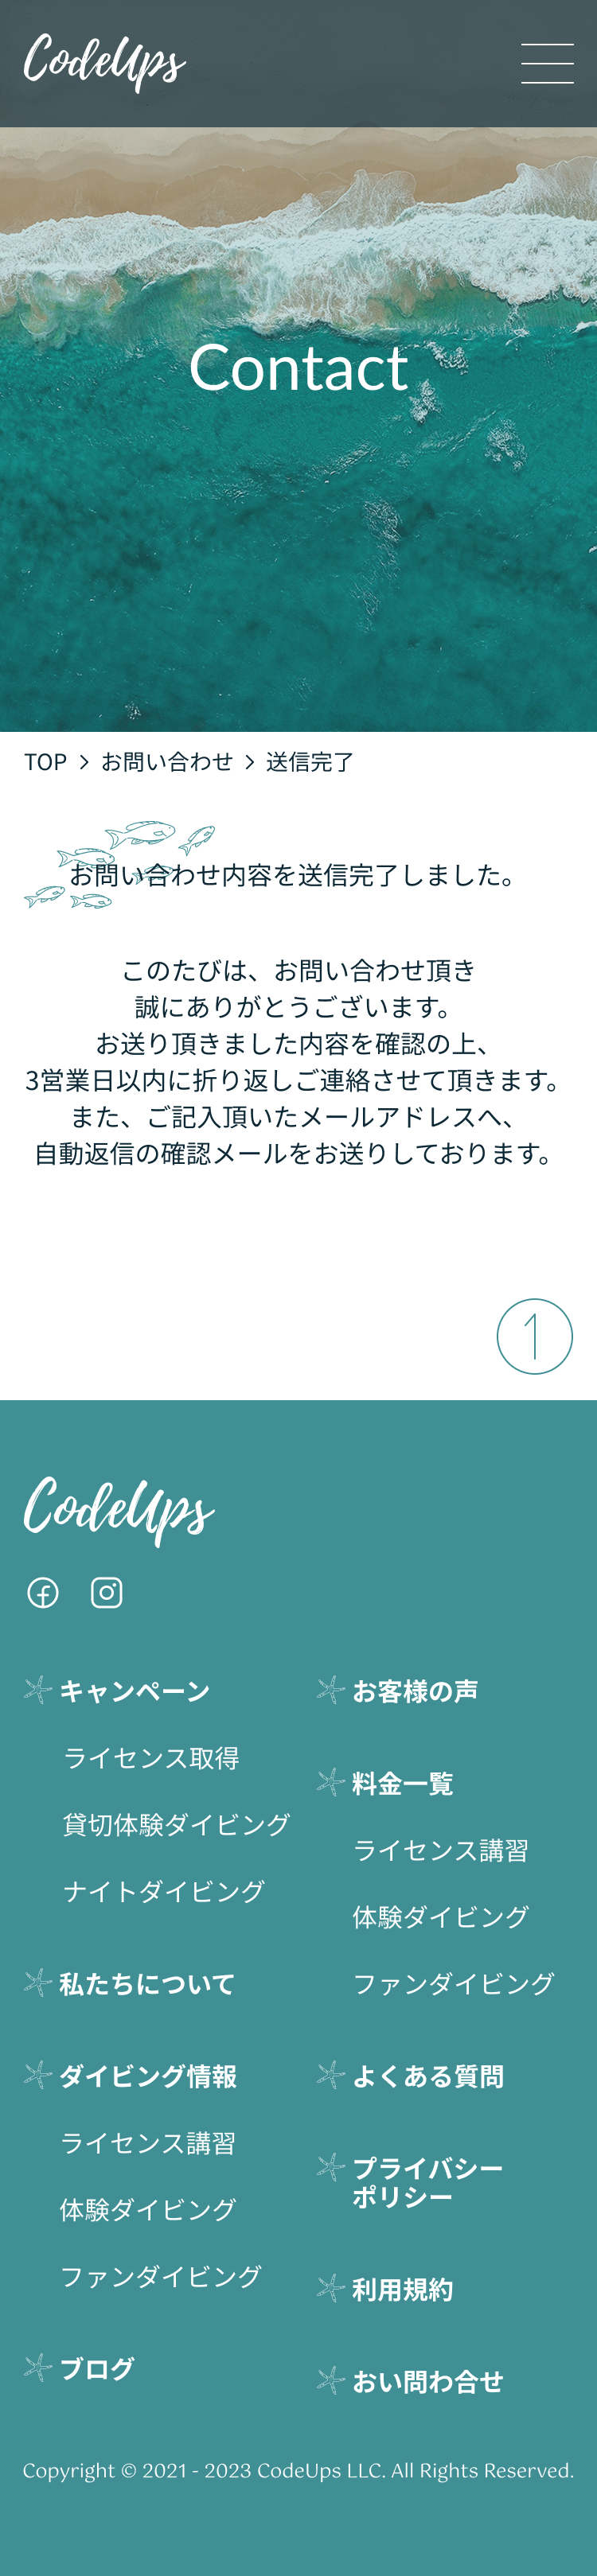 CodeUps
Contact
TOP > お問い合わせ > 送信完了
お問い合わせ内容を送信完了しました。
このたびは、お問い合わせ頂き
誠にありがとうございます。
お送り頂きました内容を確認の上、
3営業日以内に折り返しご連絡させて頂きます。
また、ご記入頂いたメールアドレスへ、
自動返信の確認メールをお送りしております。
CodeUps
キャンペーン
ライセンス取得
貸切体験ダイビング
ナイトダイビング
私たちについて
ダイビング情報
ライセンス講習
体験ダイビング
ファンダイビング
ブログ
お客様の声
料金一覧
ライセンス講習
体験ダイビング
ファンダイビング
よくある質問
プライバシー
ポリシー
利用規約
おい問わ合せ
Copyright © 2021 - 2023 CodeUps LLC. All Rights Reserved.